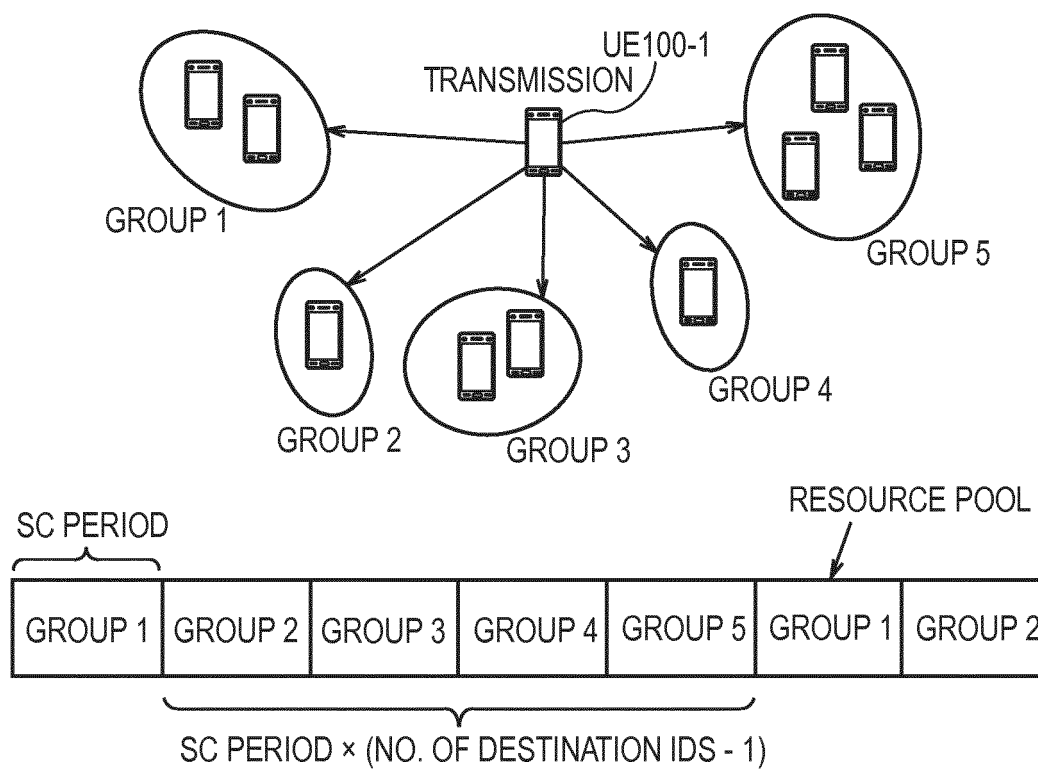 UE100-1
TRANSMISSION
GROUP 1
GROUP 5
GROUP 2
GROUP 3
GROUP 4
RESOURCE POOL
SC PERIOD
GROUP 1 GROUP 2 GROUP 3 GROUP 4 GROUP 5 GROUP 1 GROUP 2
SC PERIOD × (NO. OF DESTINATION IDS - 1)